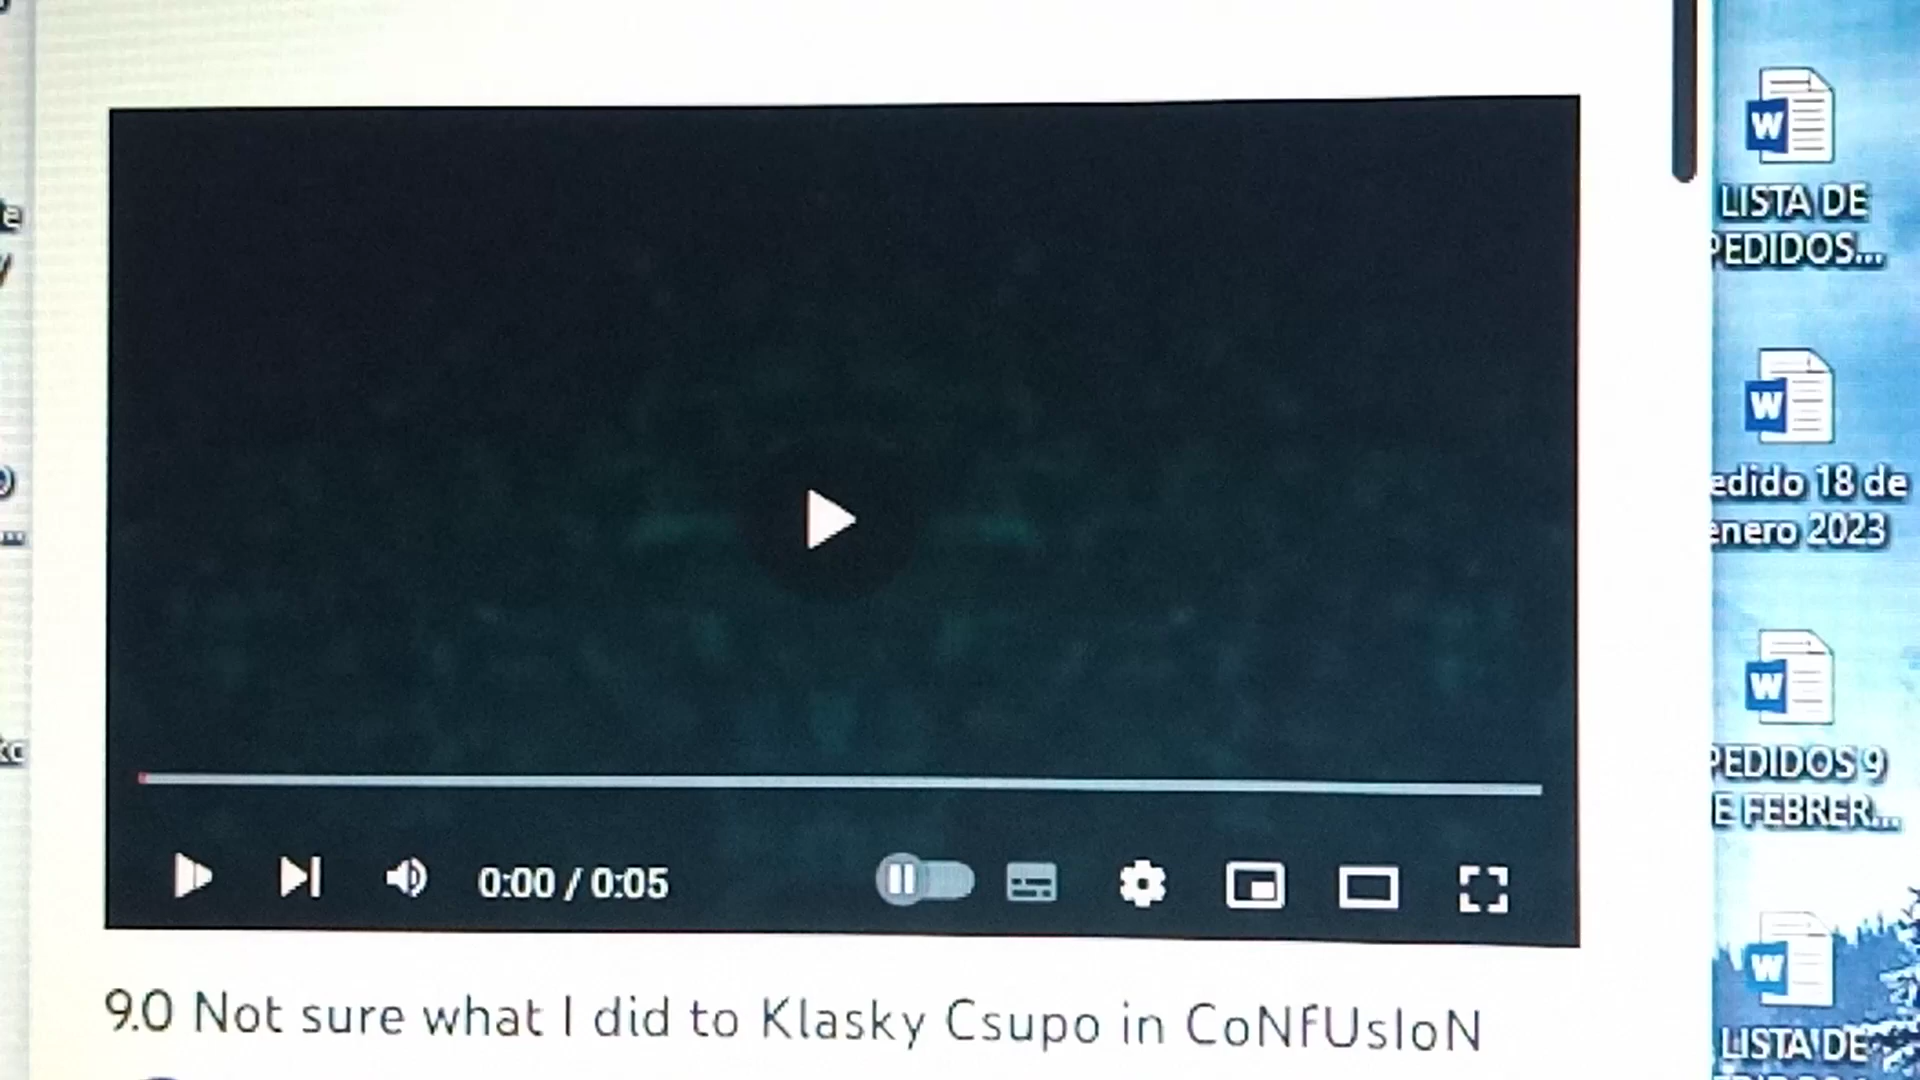 LISTA DE
PEDIDOS...
edido 18 de
enero 2023
PEDIDOS 9
E FEBRER...
LISTA DE
0:00 / 0:05
9.0 Not sure what I did to Klasky Csupo in CoNfUsIoN